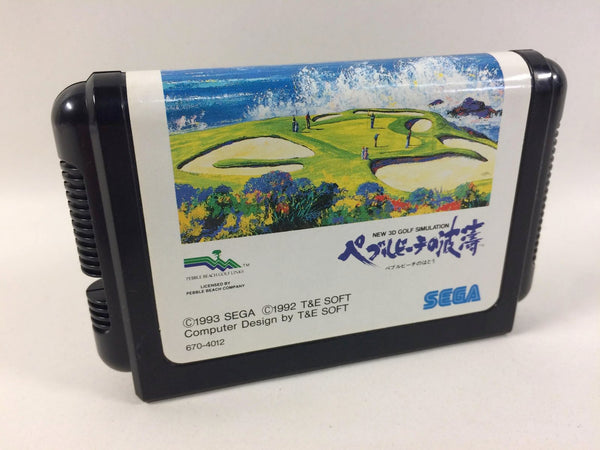 NEW 3D GOLF SIMULATION
ペブルビーチの波濤
ペブルビーチのはとう
TM
PEBBLE BEACH GOLF LINKS
LICENSED BY
PEBBLE BEACH COMPANY
SEGA
©1993 SEGA ©1992 T&E SOFT
Computer Design by T&E SOFT
670-4012